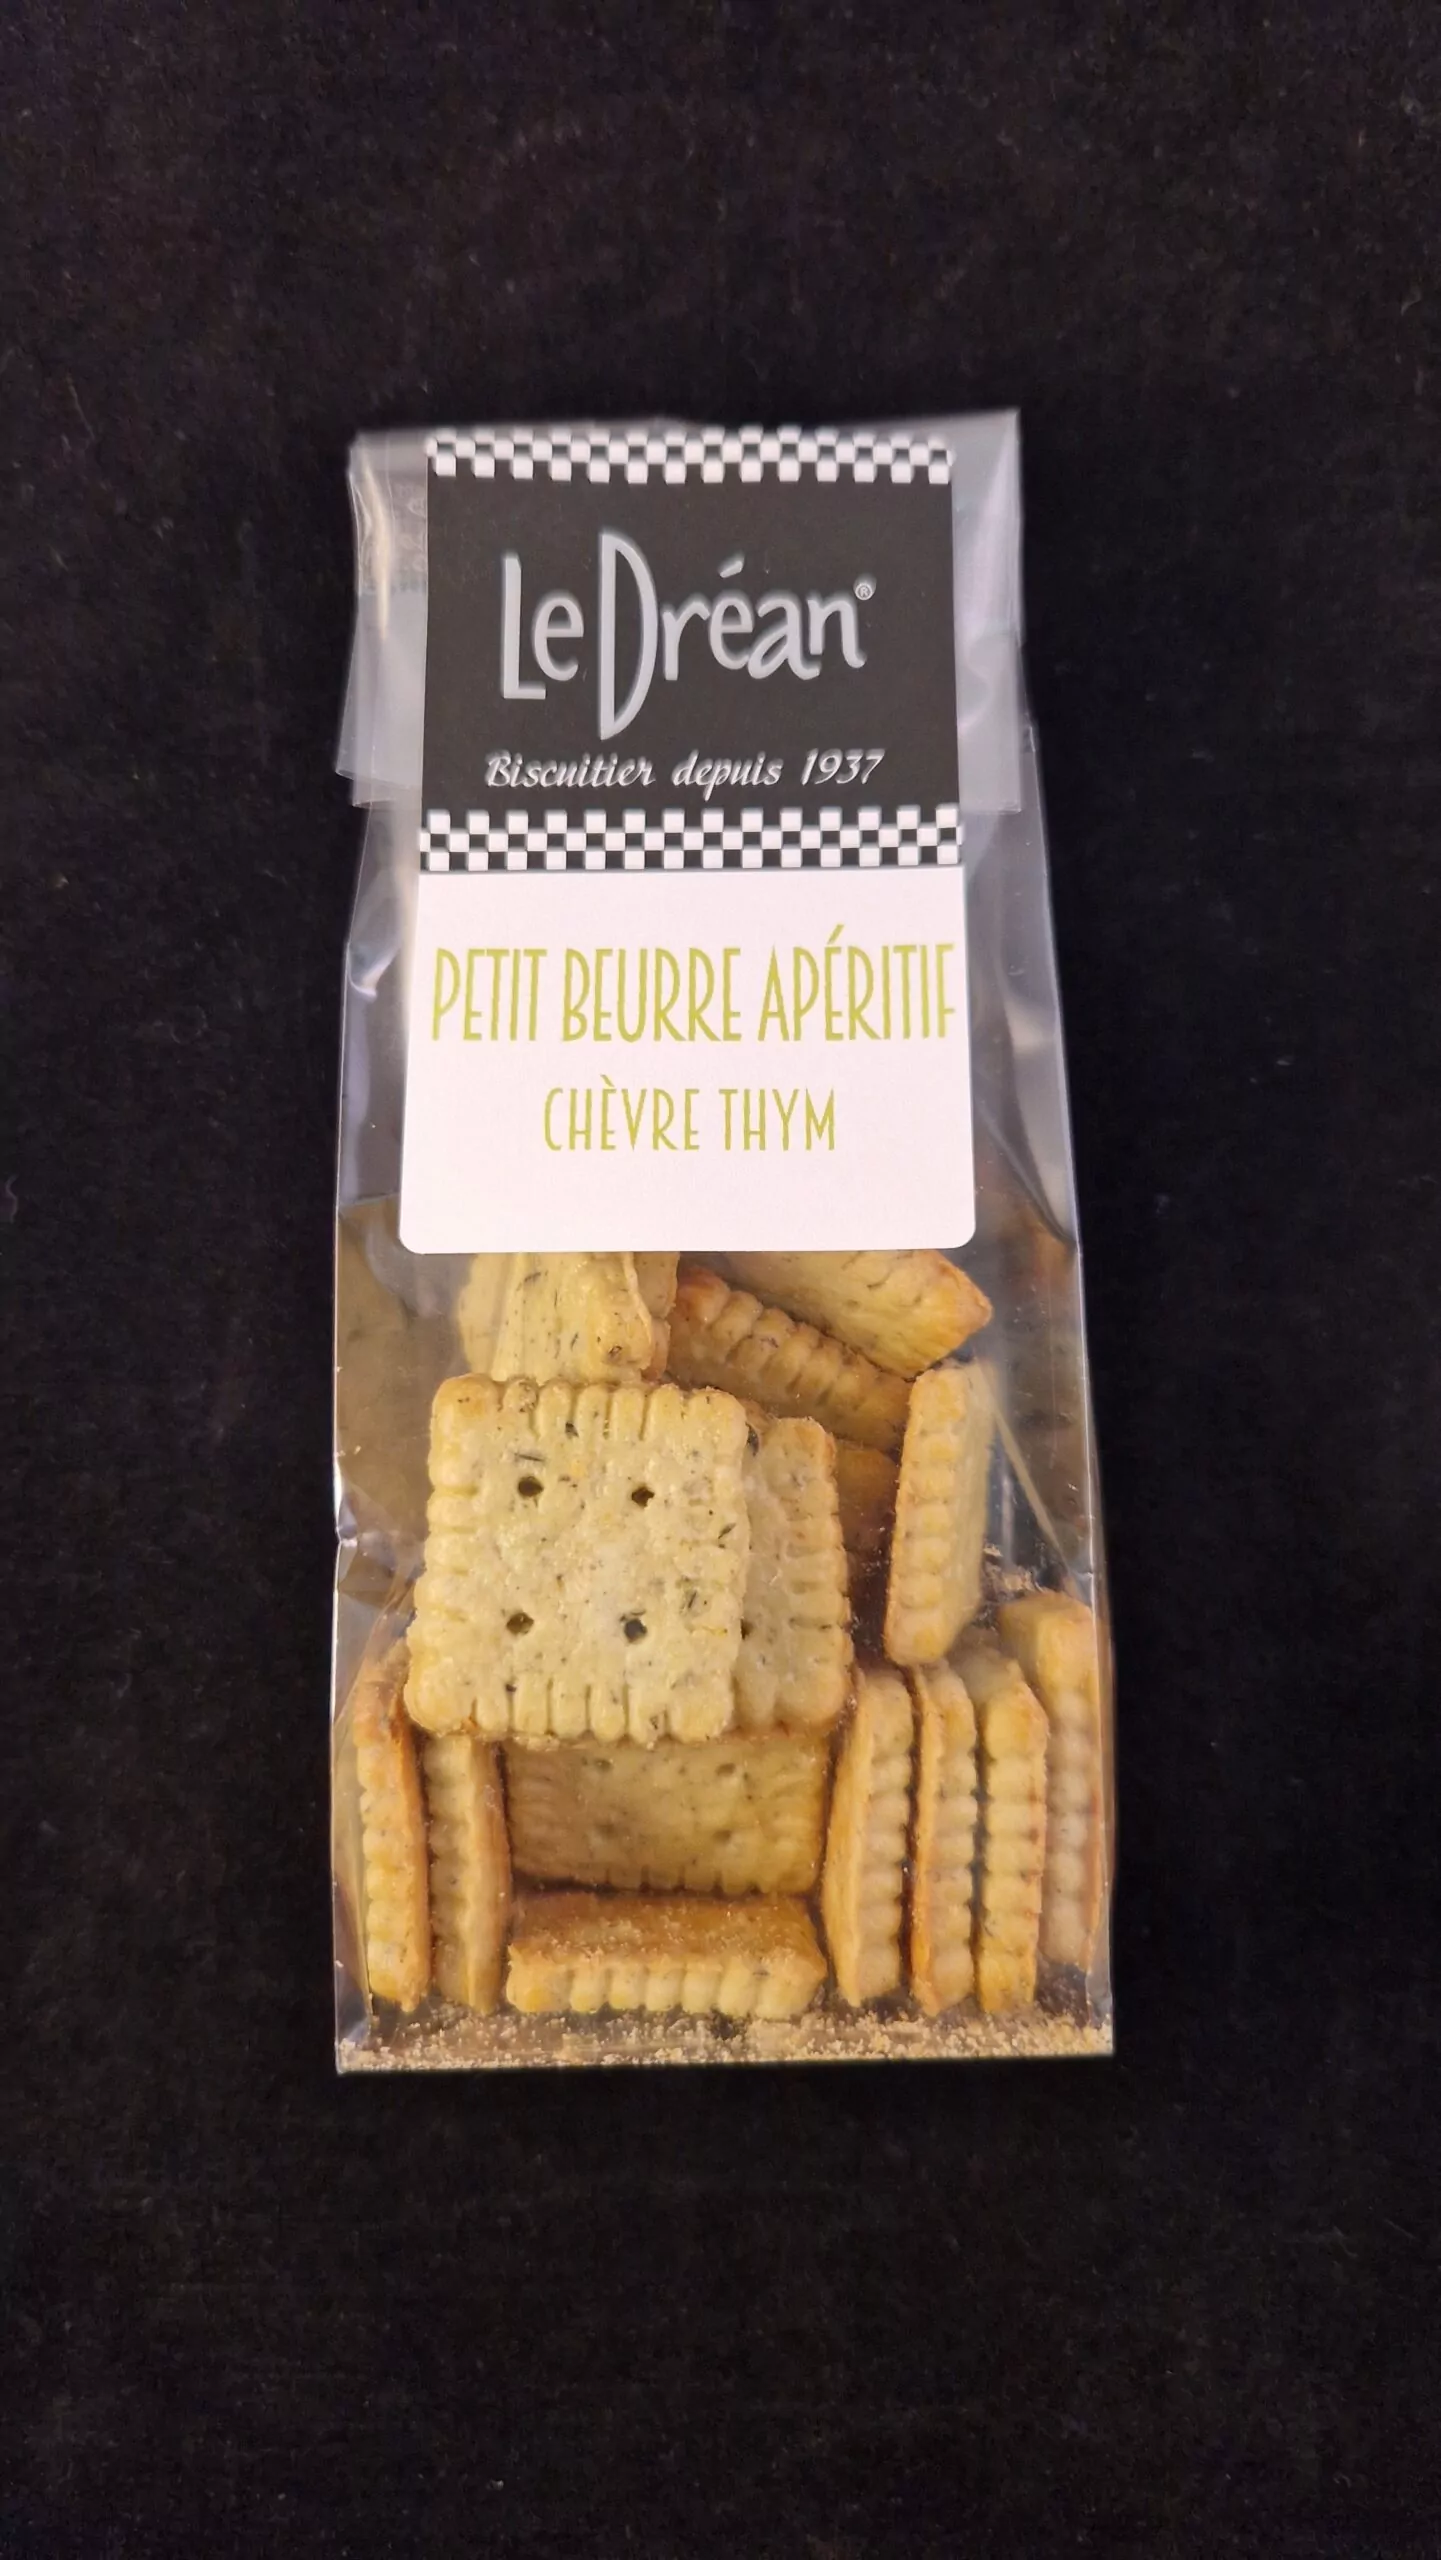 Le Dréan®
Biscuitier depuis 1937
PETIT BEURRE APÉRITIF
CHÈVRE THYM